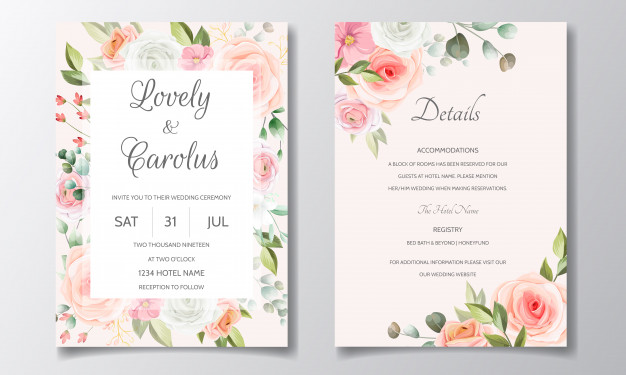 Lovely
&
Carolus
INVITE YOU TO THEIR WEDDING CEREMONY
SAT 31 JUL
TWO THOUSAND NINETEEN
AT TWO O'CLOCK
1234 HOTEL NAME
RECEPTION TO FOLLOW
Details
ACCOMMODATIONS
A BLOCK OF ROOMS HAS BEEN RESERVED FOR OUR
GUESTS AT HOTEL NAME. PLEASE MENTION
HER/HIM WEDDING WHEN MAKING RESERVATIONS.
The Hotel Name
REGISTRY
BED BATH & BEYOND | HONEYFUND
FOR ADDITIONAL INFORMATION PLEASE VISIT OUR
OUR WEDDING WEBSITE